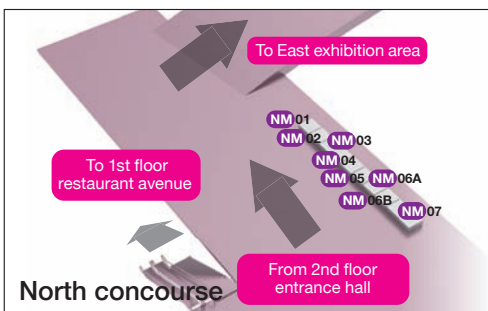 To East exhibition area
NM 01
NM 02
NM 03
NM 04
NM 05
NM 06A
NM 06B
NM 07
To 1st floor
restaurant avenue
From 2nd floor
entrance hall
North concourse